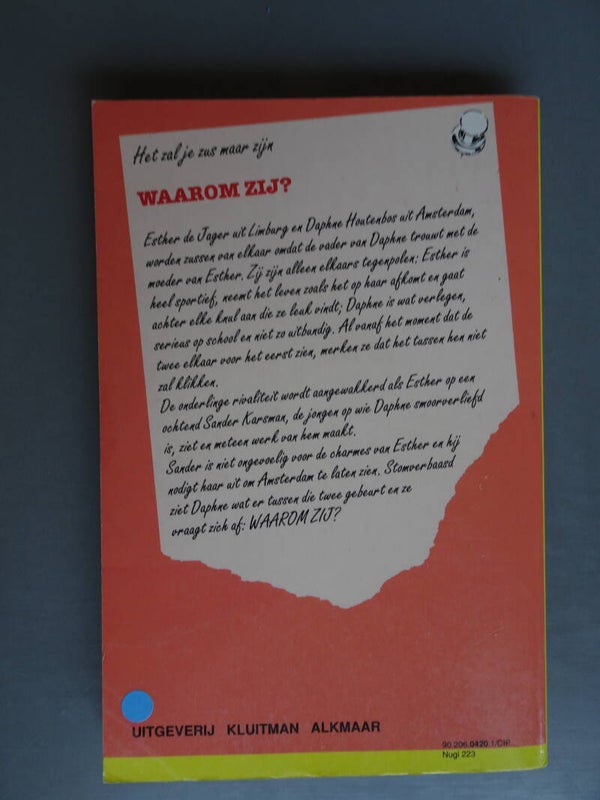 Het zal je zus maar zijn
WAAROM ZIJ?
Esther de Jager uit Limburg en Daphne Houtenbos uit Amsterdam,
worden zussen van elkaar omdat de vader van Daphne trouwt met de
moeder van Esther. Zij zijn alleen elkaars tegenpolen: Esther is
heel sportief, neemt het leven zoals het op haar afkomt en gaat
achter elke knul aan die ze leuk vindt; Daphne is wat verlegen,
serieus op school en niet zo uitbundig. Al vanaf het moment dat de
twee elkaar voor het eerst zien, merken ze dat het tussen hen niet
zal klikken.
De onderlinge rivaliteit wordt aangewakkerd als Esther op een
ochtend Sander Karsman, de jongen op wie Daphne smoorverliefd
is, ziet en meteen werk van hem maakt.
Sander is niet ongevoelig voor de charmes van Esther en hij
nodigt haar uit om Amsterdam te laten zien. Stomverbaasd
ziet Daphne wat er tussen die twee gebeurt en ze
vraagt zich af: WAAROM ZIJ?
UITGEVERIJ KLUITMAN ALKMAAR
90.206.0420.1/CIP
Nugi 223